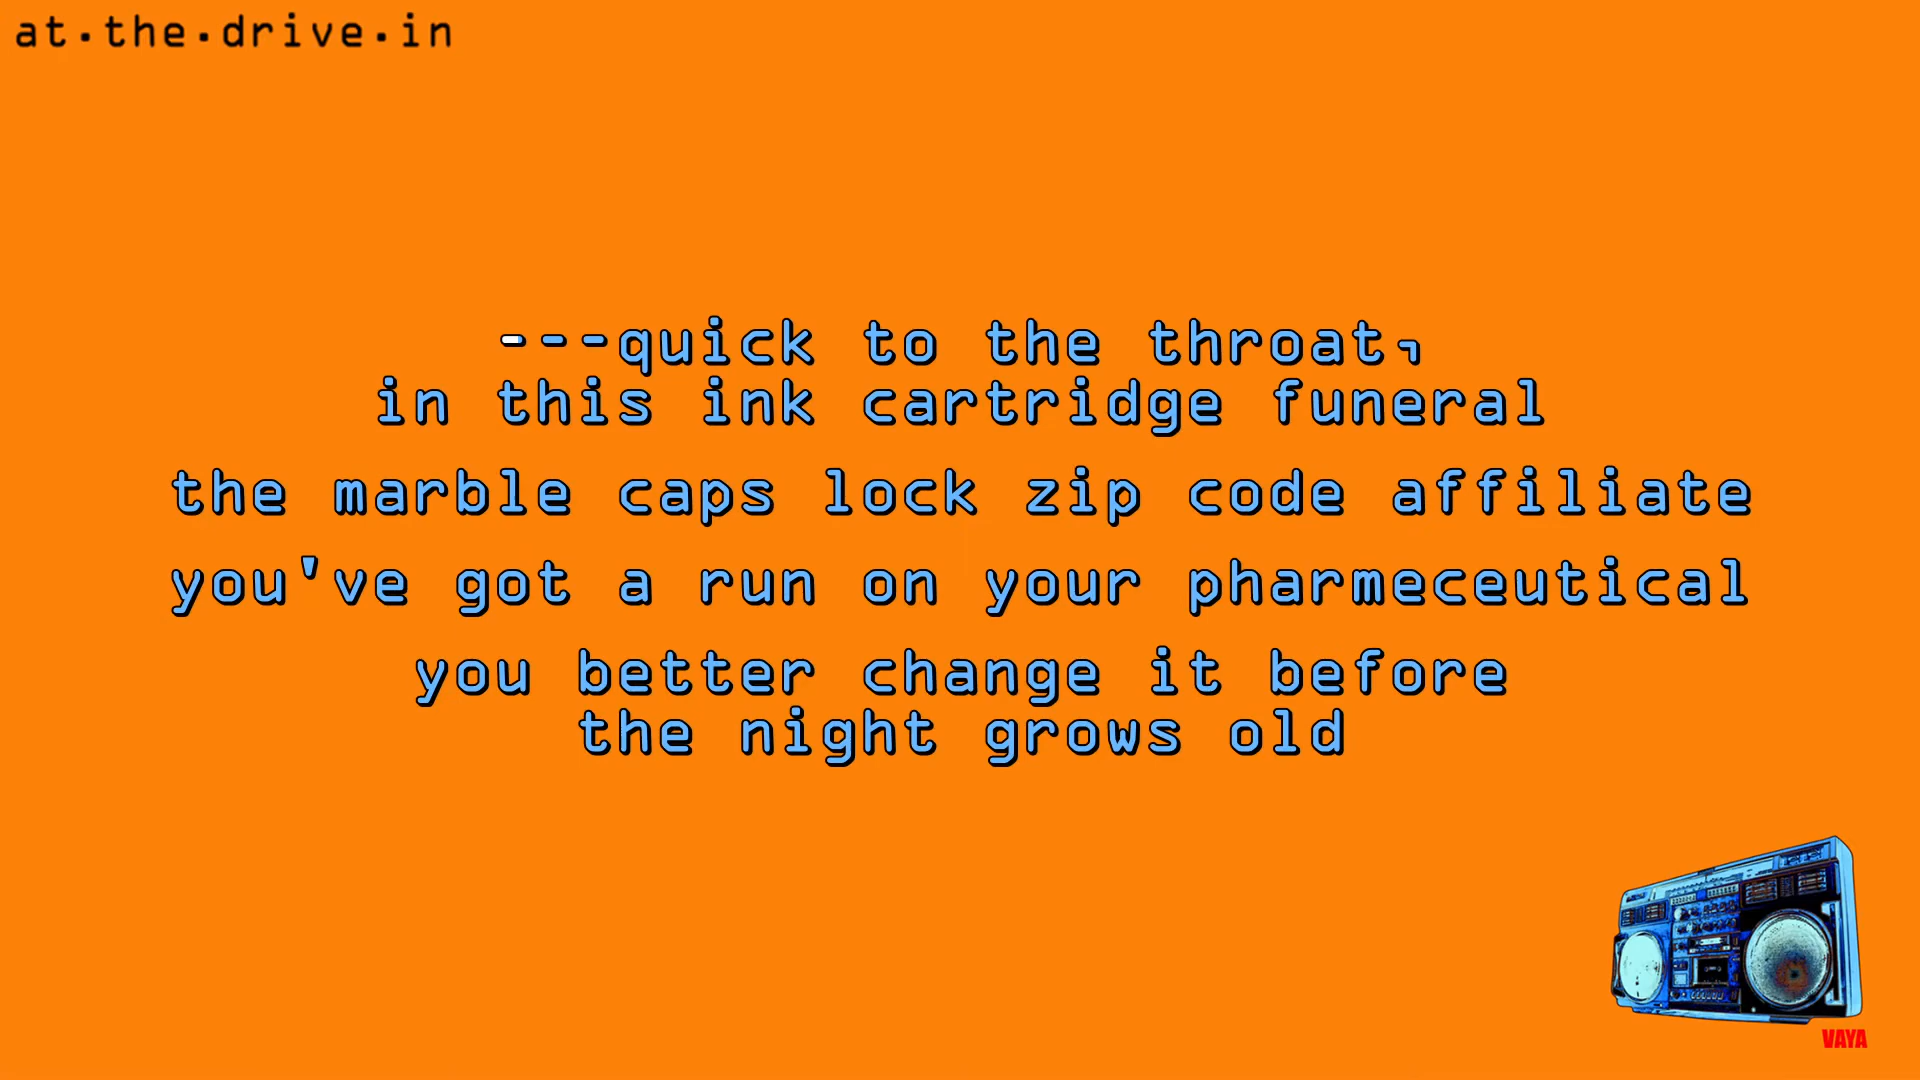 at.the.drive.in
---quick to the throat,
in this ink cartridge funeral
the marble caps lock zip code affiliate
you've got a run on your pharmeceutical
you better change it before
the night grows old
VAYA